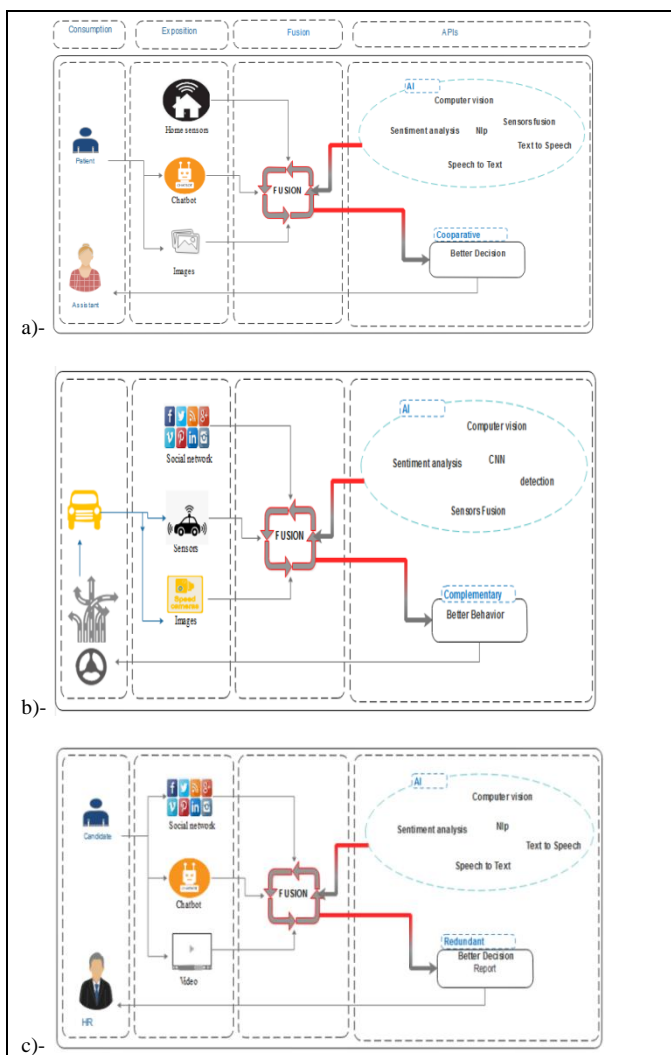 Consumption
Exposition
Fusion
APIs
Home sensors
Patient
Chatbot
Images
Assistant
FUSION
AI
Computer vision
Sentiment analysis
Nlp
Sensors fusion
Text to Speech
Speech to Text
Cooparative
Better Decision
a)-
Social network
Sensors
Speed
cameras
Images
FUSION
AI
Computer vision
Sentiment analysis
CNN
detection
Sensors Fusion
Complementary
Better Behavior
b)-
Candidate
Social network
Chatbot
Video
HR
FUSION
AI
Computer vision
Sentiment analysis
Nlp
Text to Speech
Speech to Text
Redundant
Better Decision
Report
c)-